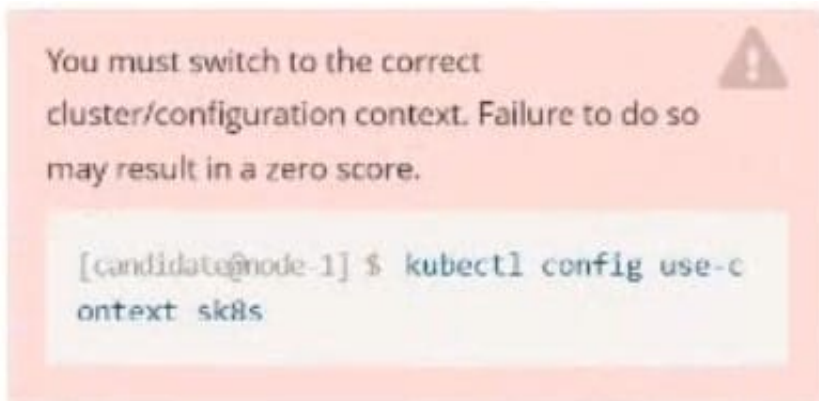 You must switch to the correct
cluster/configuration context. Failure to do so
may result in a zero score.
[candidate@node-1] $ kubectl config use-c
ontext sk8s